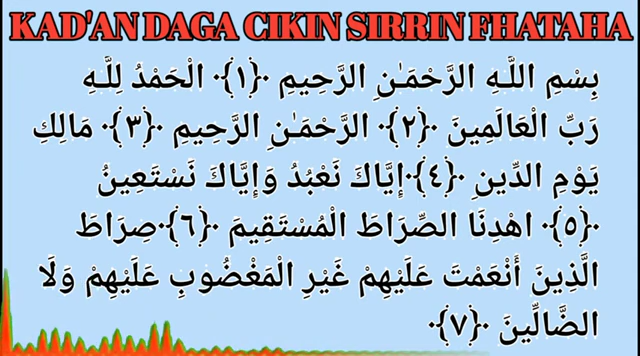 KAD'AN DAGA CIKIN SIRRIN FHATAHA
بِسْمِ اللَّـهِ الرَّحْمَـٰنِ الرَّحِيمِ ﴿١﴾ الْحَمْدُ لِلَّـهِ
رَبِّ الْعَالَمِينَ ﴿٢﴾ الرَّحْمَـٰنِ الرَّحِيمِ ﴿٣﴾ مَالِكِ
يَوْمِ الدِّينِ ﴿٤﴾ إِيَّاكَ نَعْبُدُ وَإِيَّاكَ نَسْتَعِينُ
﴿٥﴾ اهْدِنَا الصِّرَاطَ الْمُسْتَقِيمَ ﴿٦﴾ صِرَاطَ
الَّذِينَ أَنْعَمْتَ عَلَيْهِمْ غَيْرِ الْمَغْضُوبِ عَلَيْهِمْ وَلَا
الضَّالِّينَ ﴿٧﴾